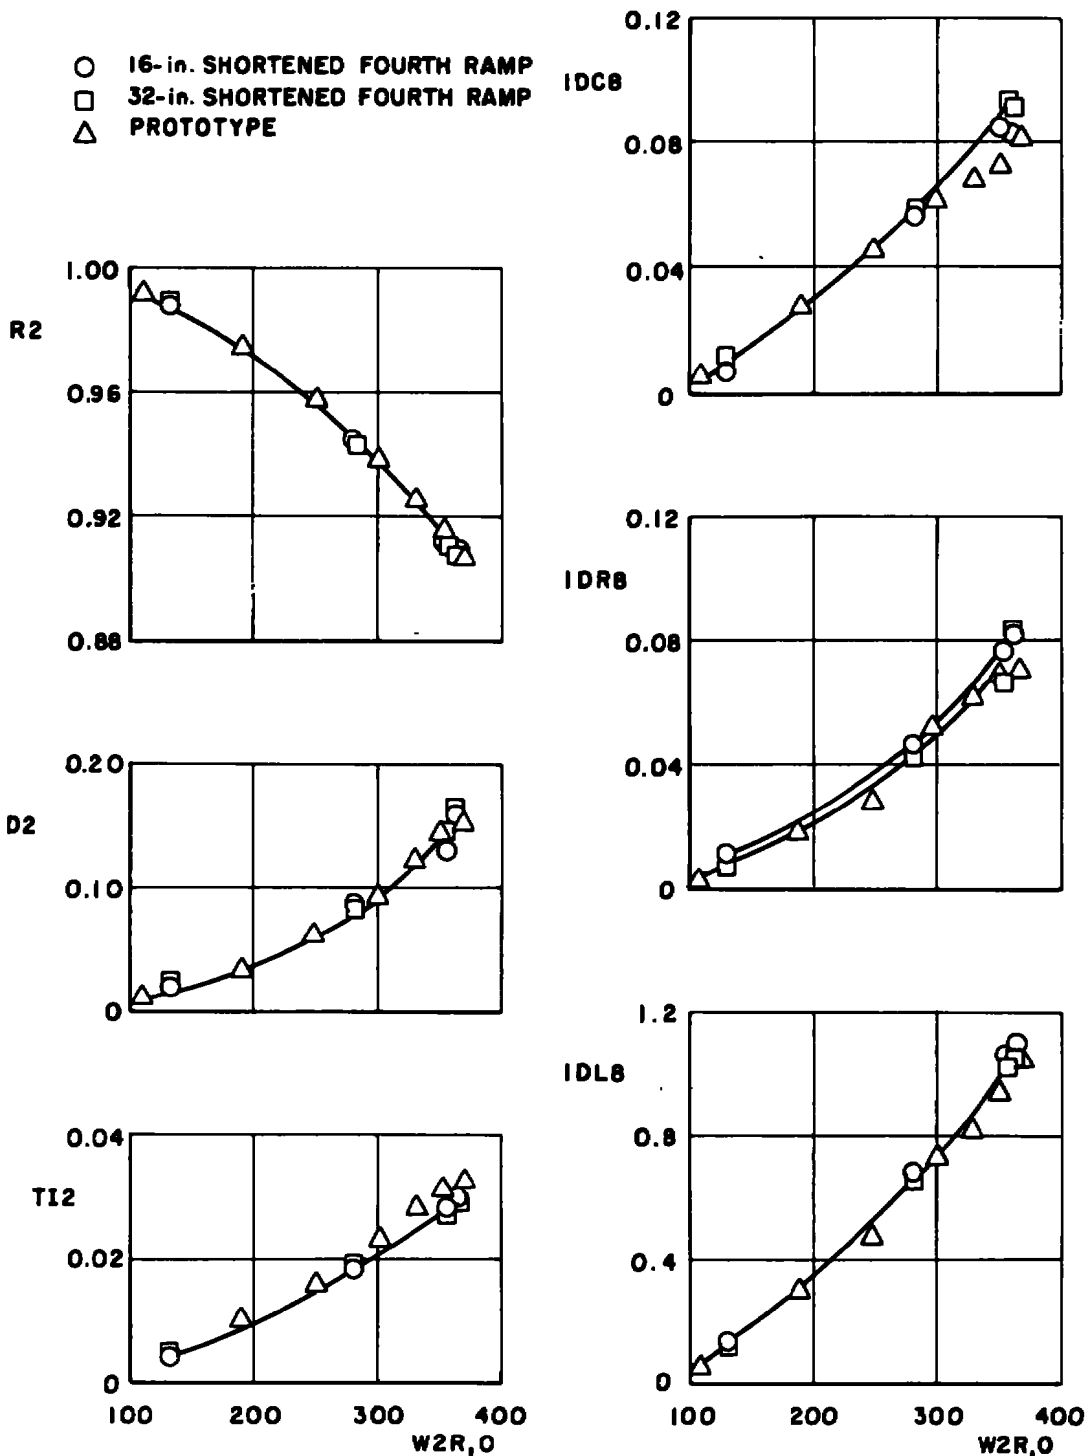 16-in. SHORTENED FOURTH RAMP
32-in. SHORTENED FOURTH RAMP
PROTOTYPE
1.00
R2
0.96
0.92
0.88
0.20
D2
0.10
0
0.04
TI2
0.02
0
100 200 300 400
W2R,O
0.12
IDC8
0.08
0.04
0
0.12
IDR8
0.08
0.04
0
1.2
IDL8
0.8
0.4
0
100 200 300 400
W2R,O